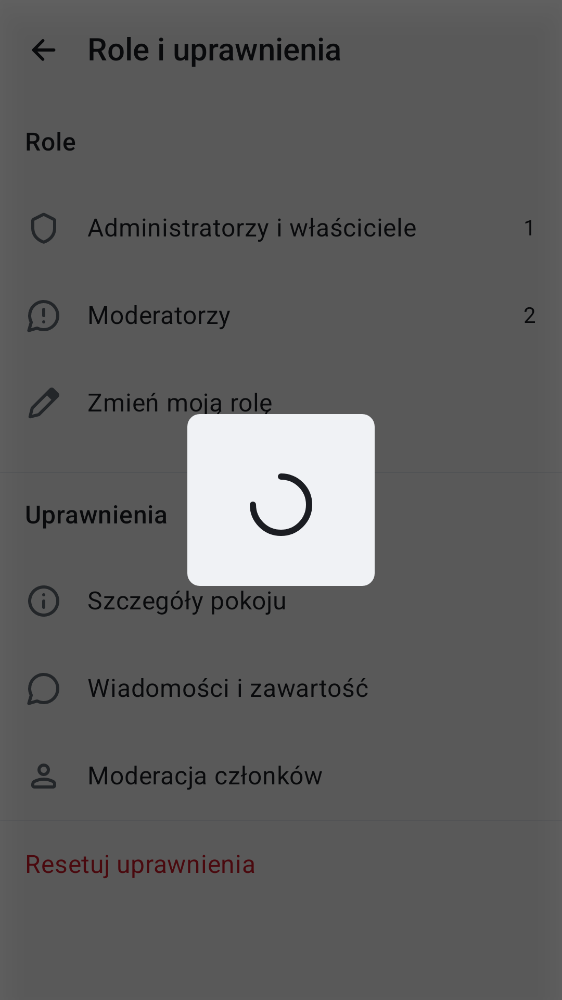 Role i uprawnienia
Role
Administratorzy i właściciele 1
Moderatorzy 2
Zmień moją rolę
Uprawnienia
Szczegóły pokoju
Wiadomości i zawartość
Moderacja członków
Resetuj uprawnienia